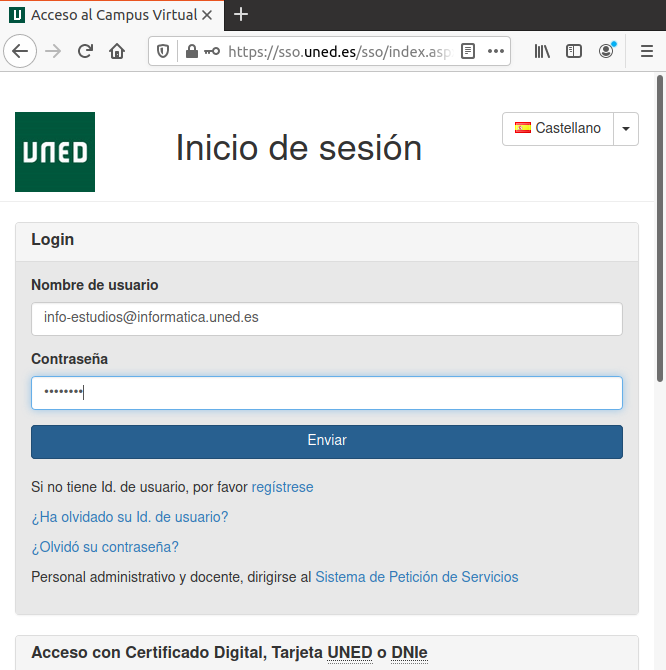 Acceso al Campus Virtual
https://sso.uned.es/sso/index.asp
UNED
Inicio de sesión
Castellano
Login
Nombre de usuario
info-estudios@informatica.uned.es
Contraseña
••••••••
Enviar
Si no tiene Id. de usuario, por favor regístrese
¿Ha olvidado su Id. de usuario?
¿Olvidó su contraseña?
Personal administrativo y docente, dirigirse al Sistema de Petición de Servicios
Acceso con Certificado Digital, Tarjeta UNED o DNIe